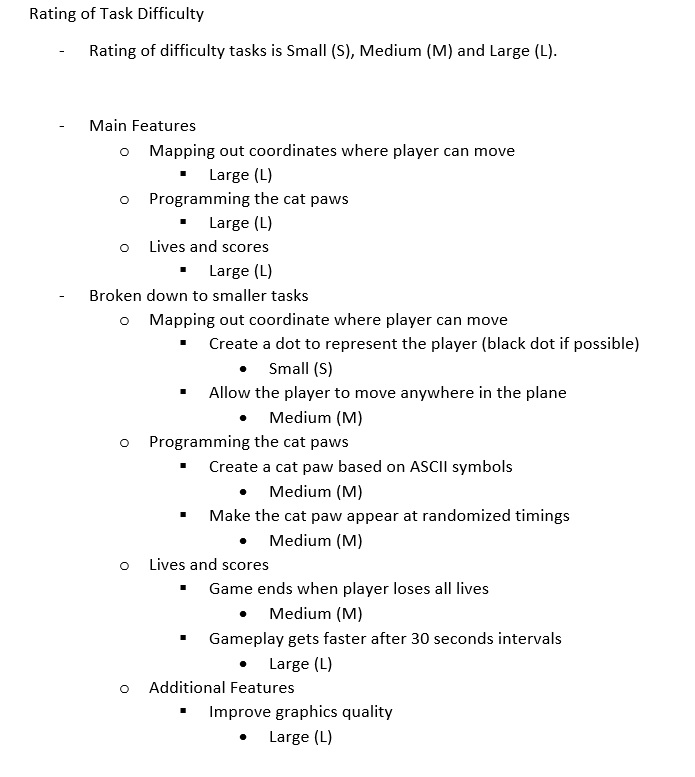 Rating of Task Difficulty
- Rating of difficulty tasks is Small (S), Medium (M) and Large (L).
- Main Features
o Mapping out coordinates where player can move
▪ Large (L)
o Programming the cat paws
▪ Large (L)
o Lives and scores
▪ Large (L)
- Broken down to smaller tasks
o Mapping out coordinate where player can move
▪ Create a dot to represent the player (black dot if possible)
• Small (S)
▪ Allow the player to move anywhere in the plane
• Medium (M)
o Programming the cat paws
▪ Create a cat paw based on ASCII symbols
• Medium (M)
▪ Make the cat paw appear at randomized timings
• Medium (M)
o Lives and scores
▪ Game ends when player loses all lives
• Medium (M)
▪ Gameplay gets faster after 30 seconds intervals
• Large (L)
o Additional Features
▪ Improve graphics quality
• Large (L)